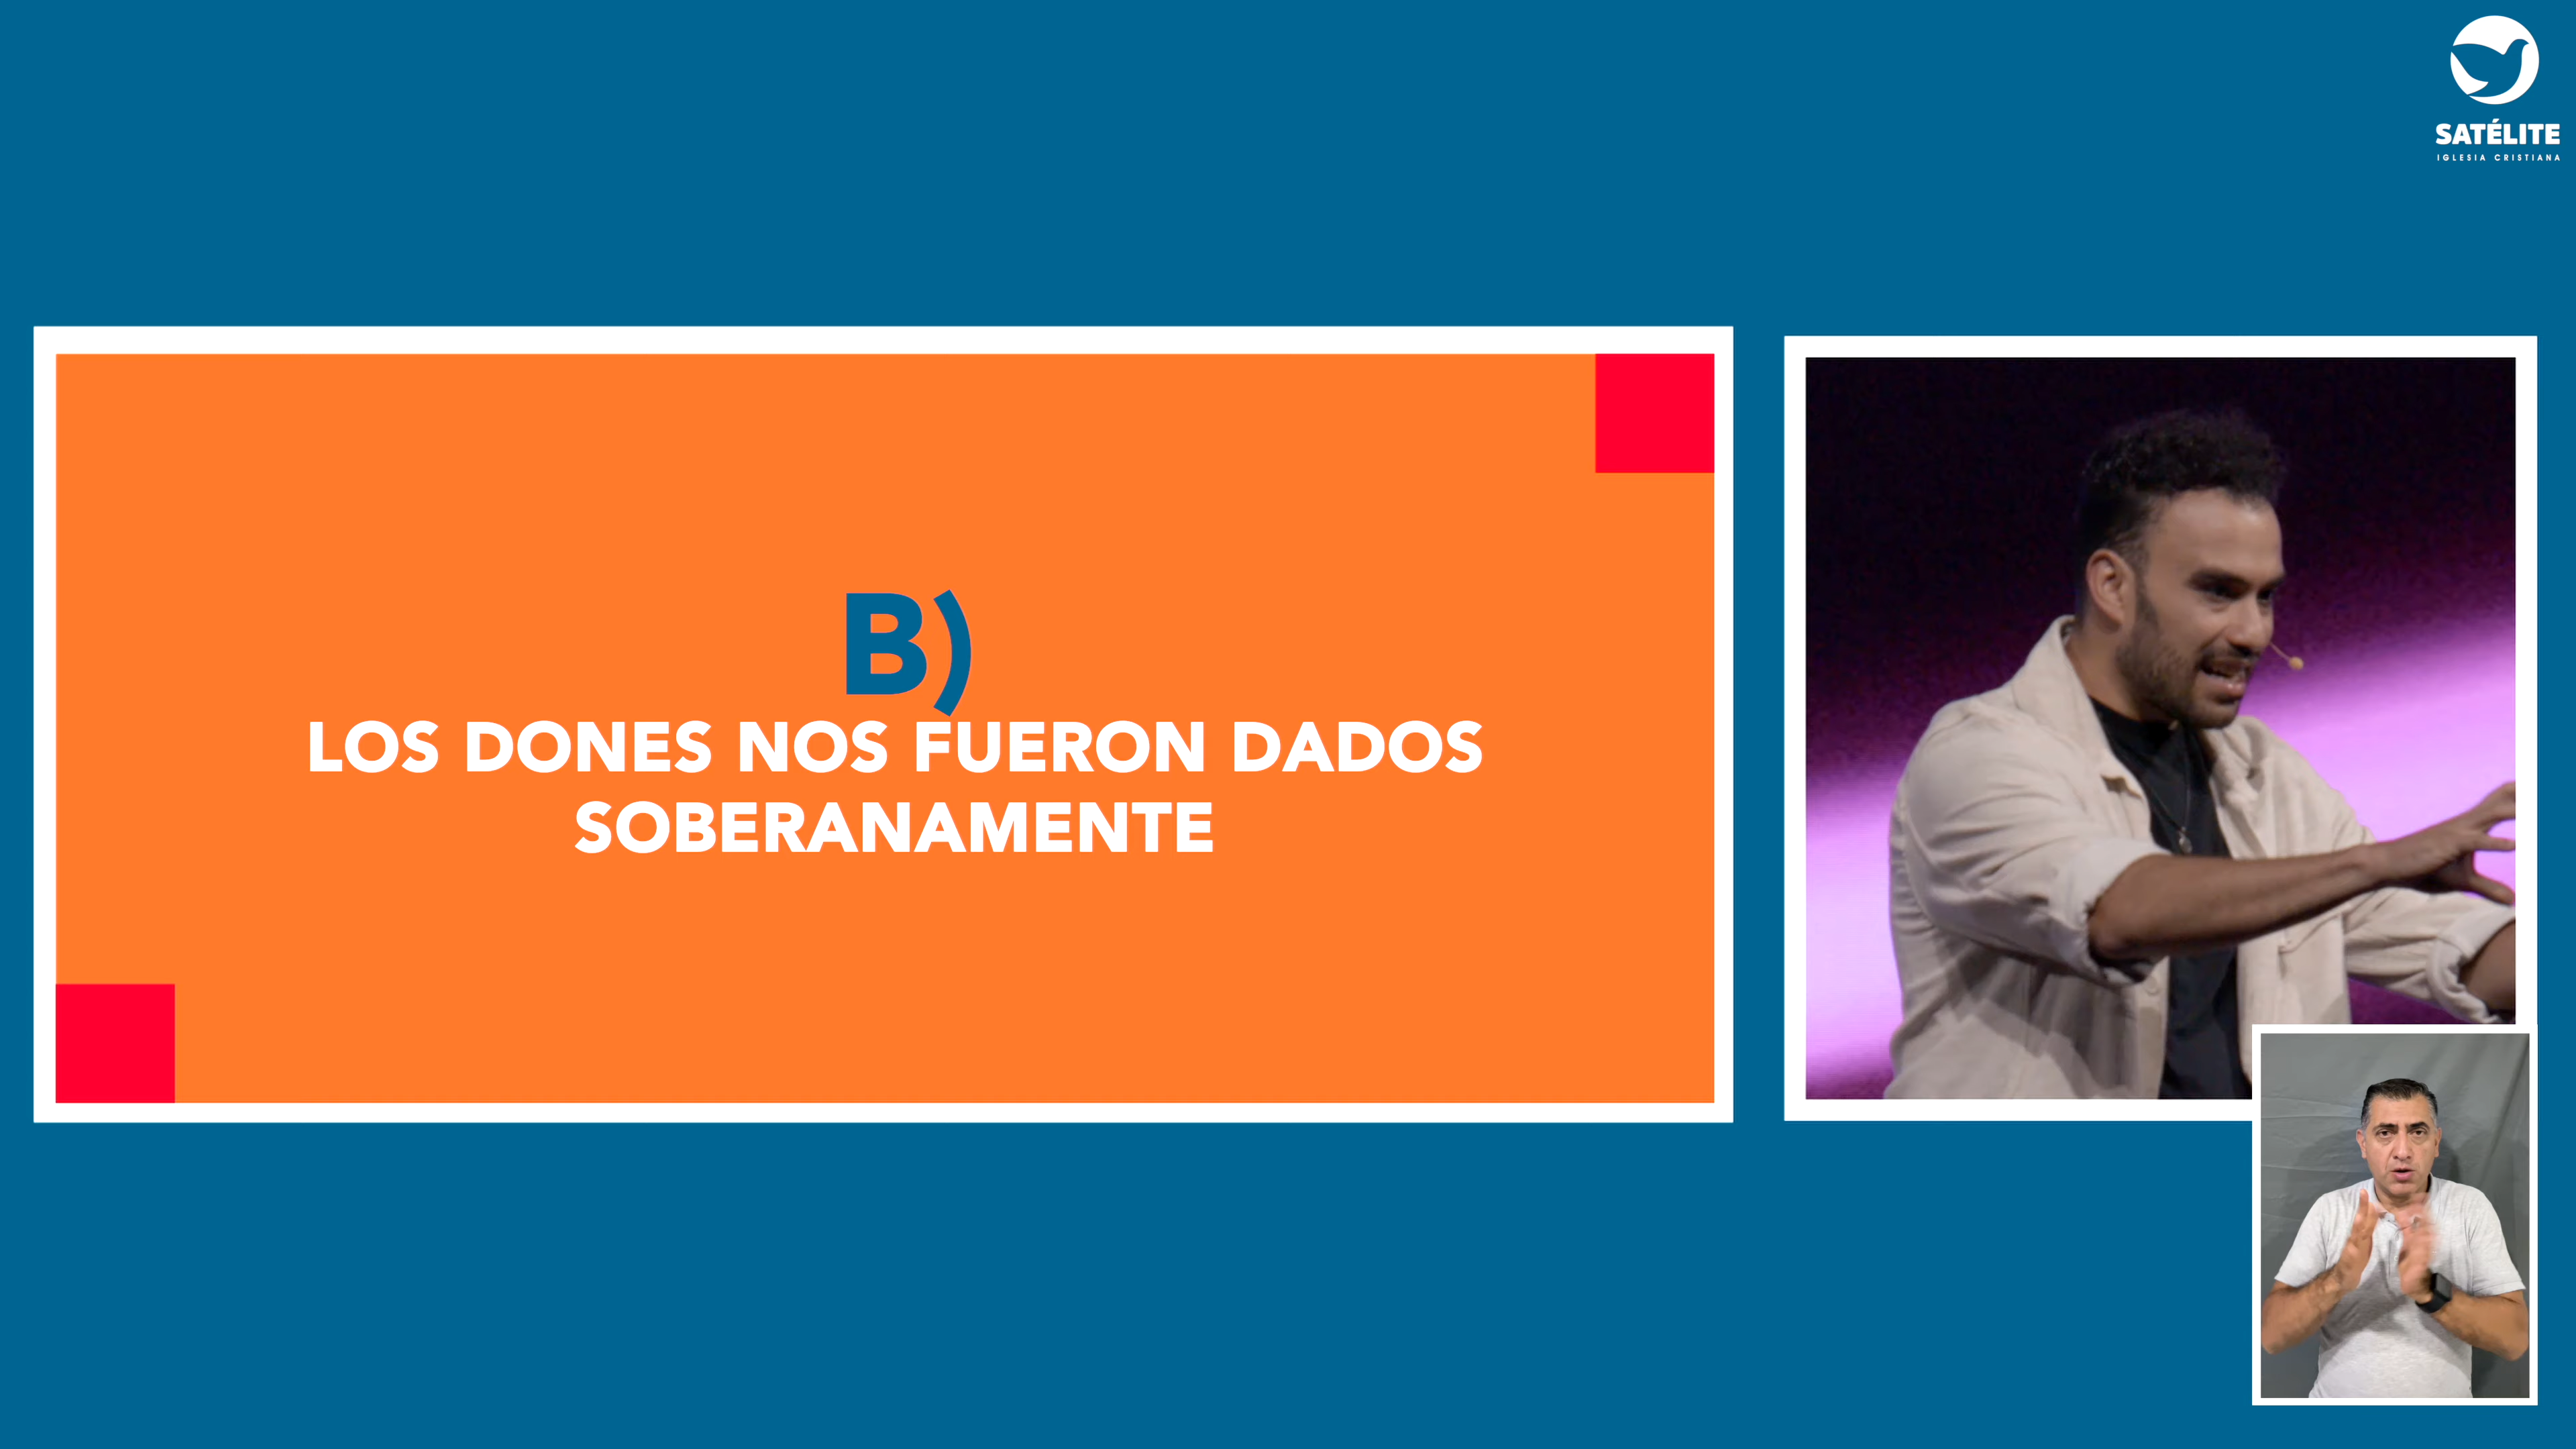 SATÉLITE
IGLESIA CRISTIANA
B)
LOS DONES NOS FUERON DADOS
SOBERANAMENTE